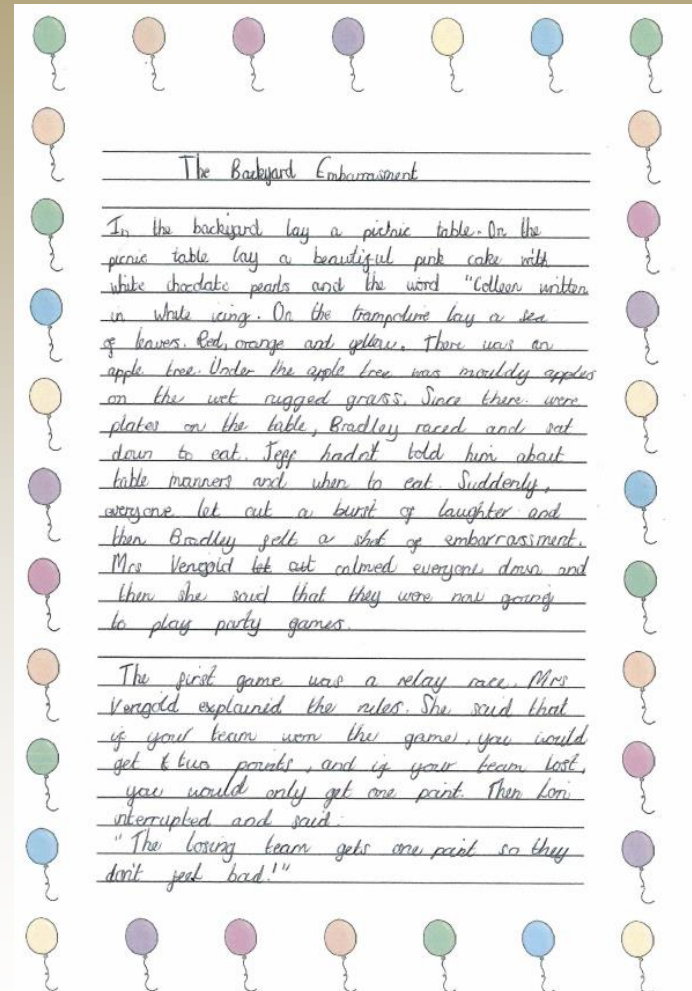 The Backyard Embarrasment
In the backyard lay a picnic table. On the
picnic table lay a beautiful pink cake with
white chocolate pearls and the word "Colleen written
in white icing. On the trampoline lay a sea
of leavers. Red, orange and yellow. There was an
apple tree. Under the apple tree was mouldy apples
on the wet rugged grass. Since there were
plates on the table, Bradley raced and sat
down to eat. Jeff hadn't told him about
table manners and when to eat. Suddenly,
everyone let out a burst of laughter and
then Bradley felt a shot of embarrassment.
Mrs Vengold let out calmed everyone down and
then she said that they were now going
to play party games.
The first game was a relay race. Mrs
Vengold explained the rules. She said that
if your team won the game, you would
get t two points, and if your team lost,
you would only get one point. Then Lori
interrupted and said:
"The losing team gets one point so they
don't feel bad!"